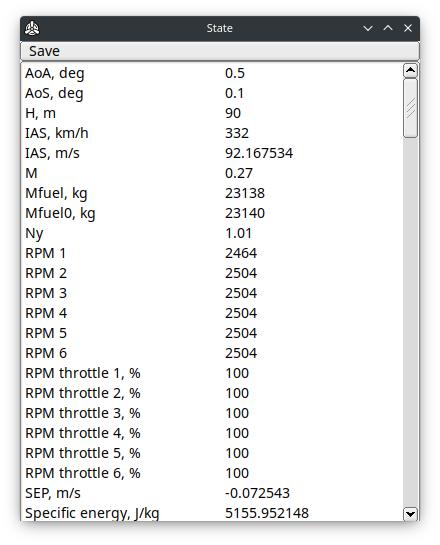 State
Save
AoA, deg 0.5
AoS, deg 0.1
H, m 90
IAS, km/h 332
IAS, m/s 92.167534
M 0.27
Mfuel, kg 23138
Mfuel0, kg 23140
Ny 1.01
RPM 1 2464
RPM 2 2504
RPM 3 2504
RPM 4 2504
RPM 5 2504
RPM 6 2504
RPM throttle 1, % 100
RPM throttle 2, % 100
RPM throttle 3, % 100
RPM throttle 4, % 100
RPM throttle 5, % 100
RPM throttle 6, % 100
SEP, m/s -0.072543
Specific energy, J/kg 5155.952148